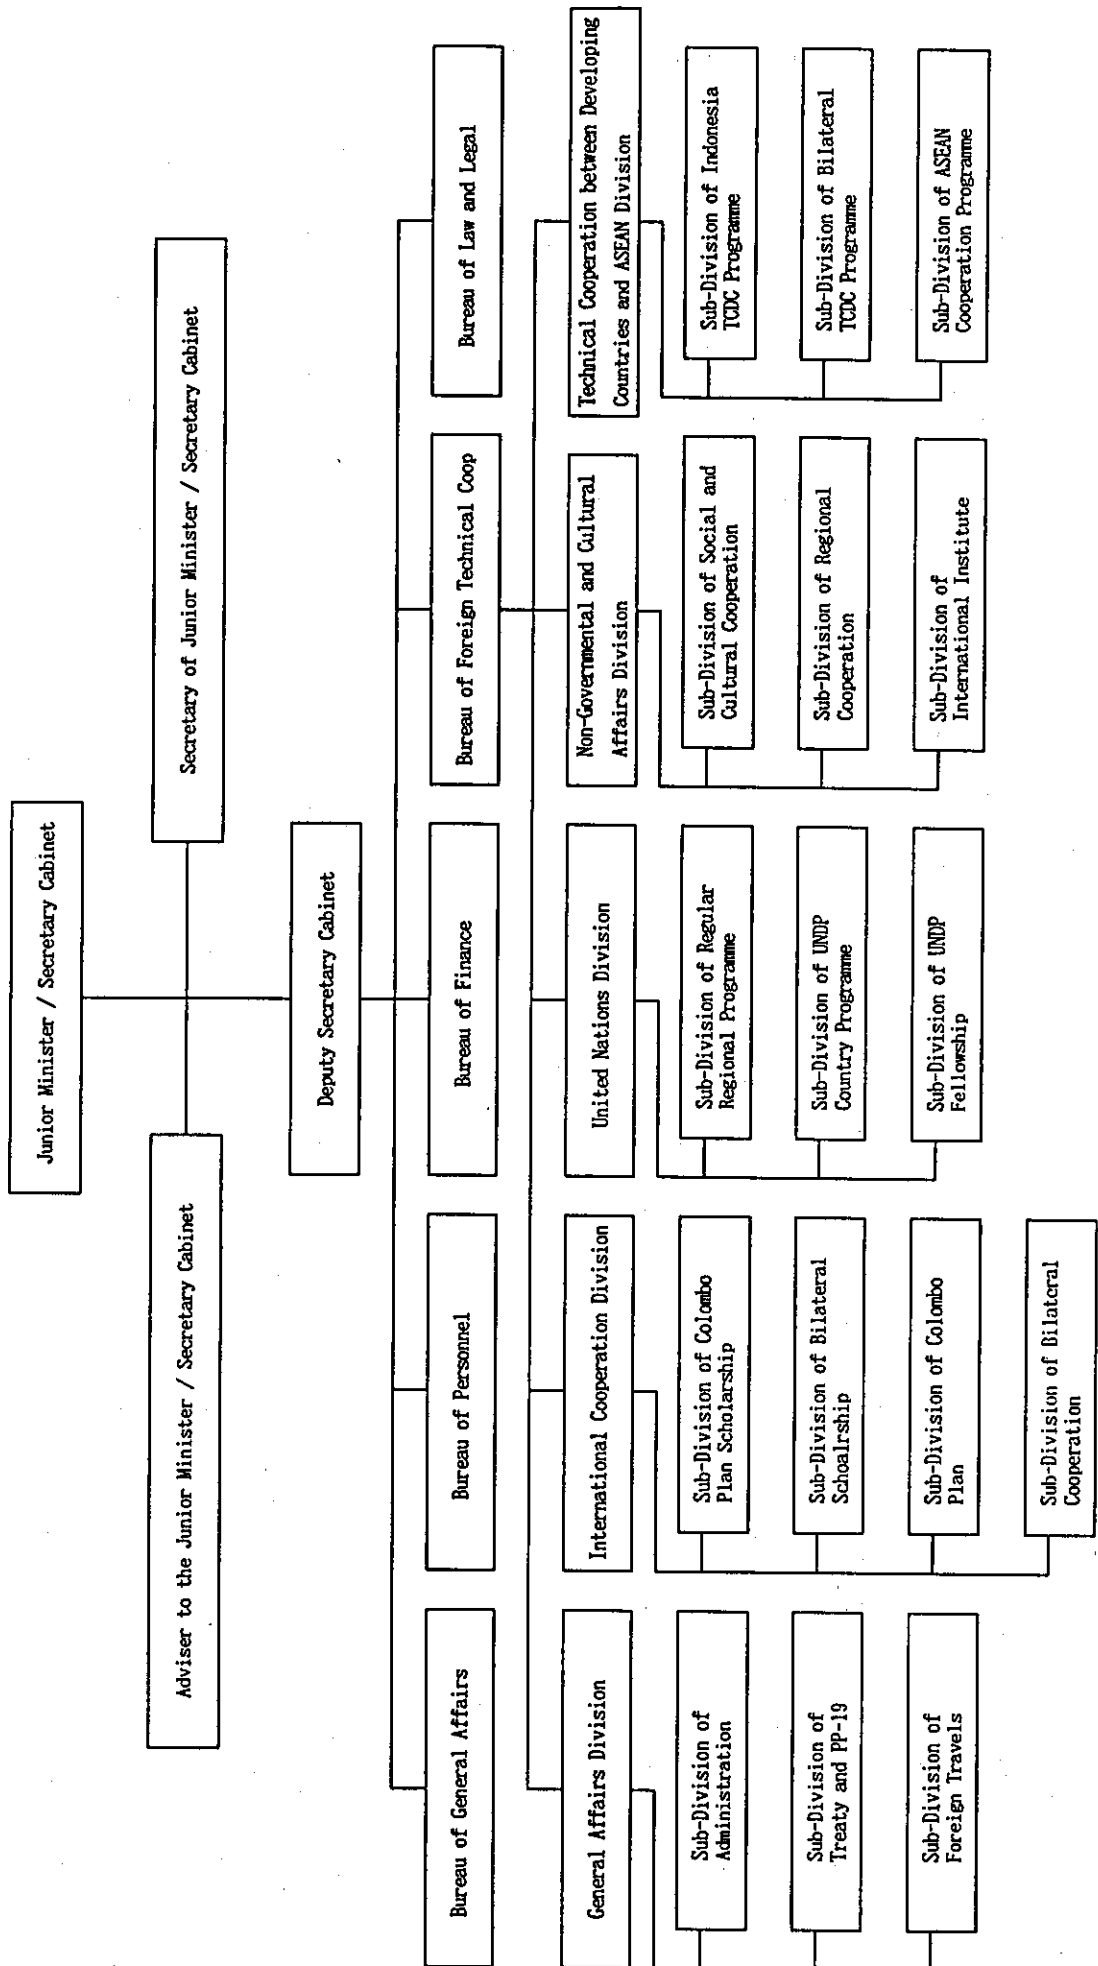 Junior Minister / Secretary Cabinet
Adviser to the Junior Minister / Secretary Cabinet
Secretary of Junior Minister / Secretary Cabinet
Deputy Secretary Cabinet
Bureau of General Affairs
Bureau of Personnel
Bureau of Finance
Bureau of Foreign Technical Coop
Bureau of Law and Legal
General Affairs Division
International Cooperation Division
United Nations Division
Non-Governmental and Cultural
Affairs Division
Technical Cooperation between Developing
Countries and ASEAN Division
Sub-Division of
Administration
Sub-Division of
Treaty and PP-19
Sub-Division of
Foreign Travels
Sub-Division of Colombo
Plan Scholarship
Sub-Division of Bilateral
Schoalrship
Sub-Division of Colombo
Plan
Sub-Division of Bilateral
Cooperation
Sub-Division of Regular
Regional Programme
Sub-Division of UNDP
Country Programme
Sub-Division of UNDP
Fellowship
Sub-Division of Social and
Cultural Cooperation
Sub-Division of Regional
Cooperation
Sub-Division of
International Institute
Sub-Division of Indonesia
TCDC Programme
Sub-Division of Bilateral
TCDC Programme
Sub-Division of ASEAN
Cooperation Programme